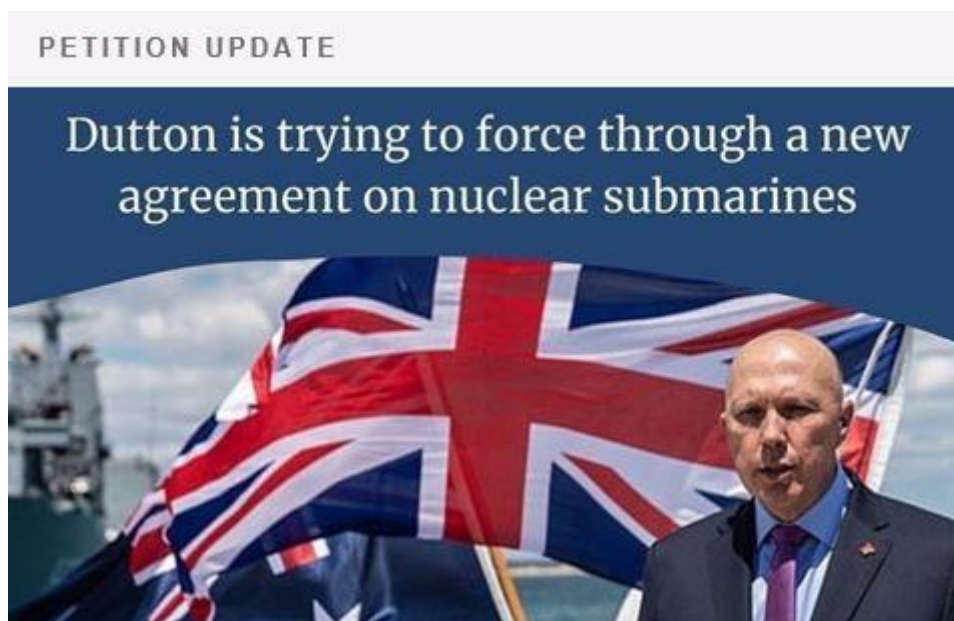 PETITION UPDATE
Dutton is trying to force through a new
agreement on nuclear submarines